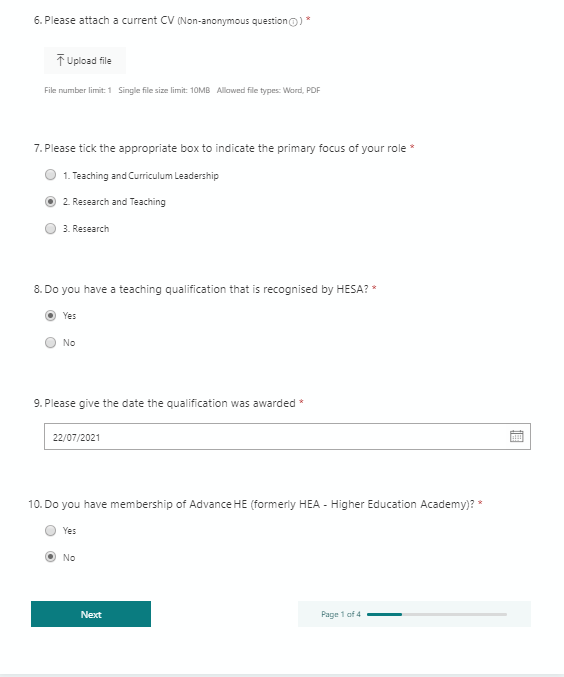 6. Please attach a current CV (Non-anonymous question) *
Upload file
File number limit: 1 Single file size limit: 10MB Allowed file types: Word, PDF
7. Please tick the appropriate box to indicate the primary focus of your role *
1. Teaching and Curriculum Leadership
2. Research and Teaching
3. Research
8. Do you have a teaching qualification that is recognised by HESA? *
Yes
No
9. Please give the date the qualification was awarded *
22/07/2021
10. Do you have membership of Advance HE (formerly HEA - Higher Education Academy)? *
Yes
No
Next
Page 1 of 4